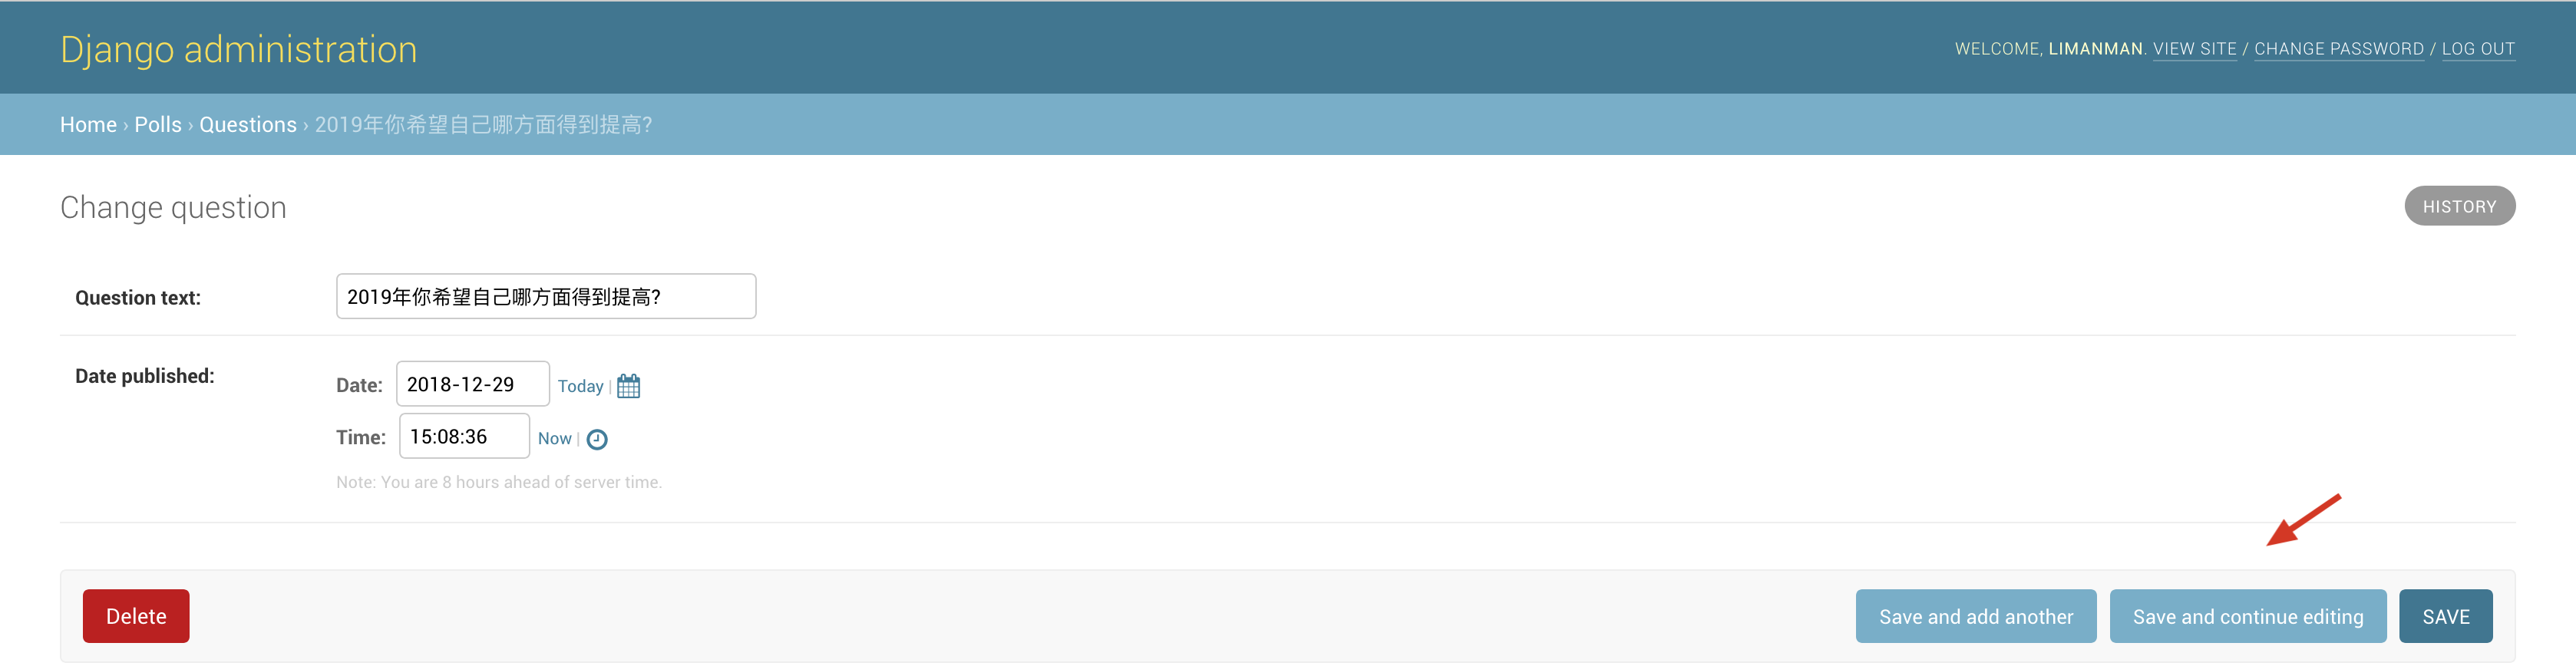 Django administration
WELCOME, LIMANMAN. VIEW SITE / CHANGE PASSWORD / LOG OUT
Home › Polls › Questions › 2019年你希望自己哪方面得到提高?
Change question
HISTORY
Question text: 2019年你希望自己哪方面得到提高?
Date published:
Date: 2018-12-29 Today |
Time: 15:08:36 Now |
Note: You are 8 hours ahead of server time.
Delete Save and add another Save and continue editing SAVE